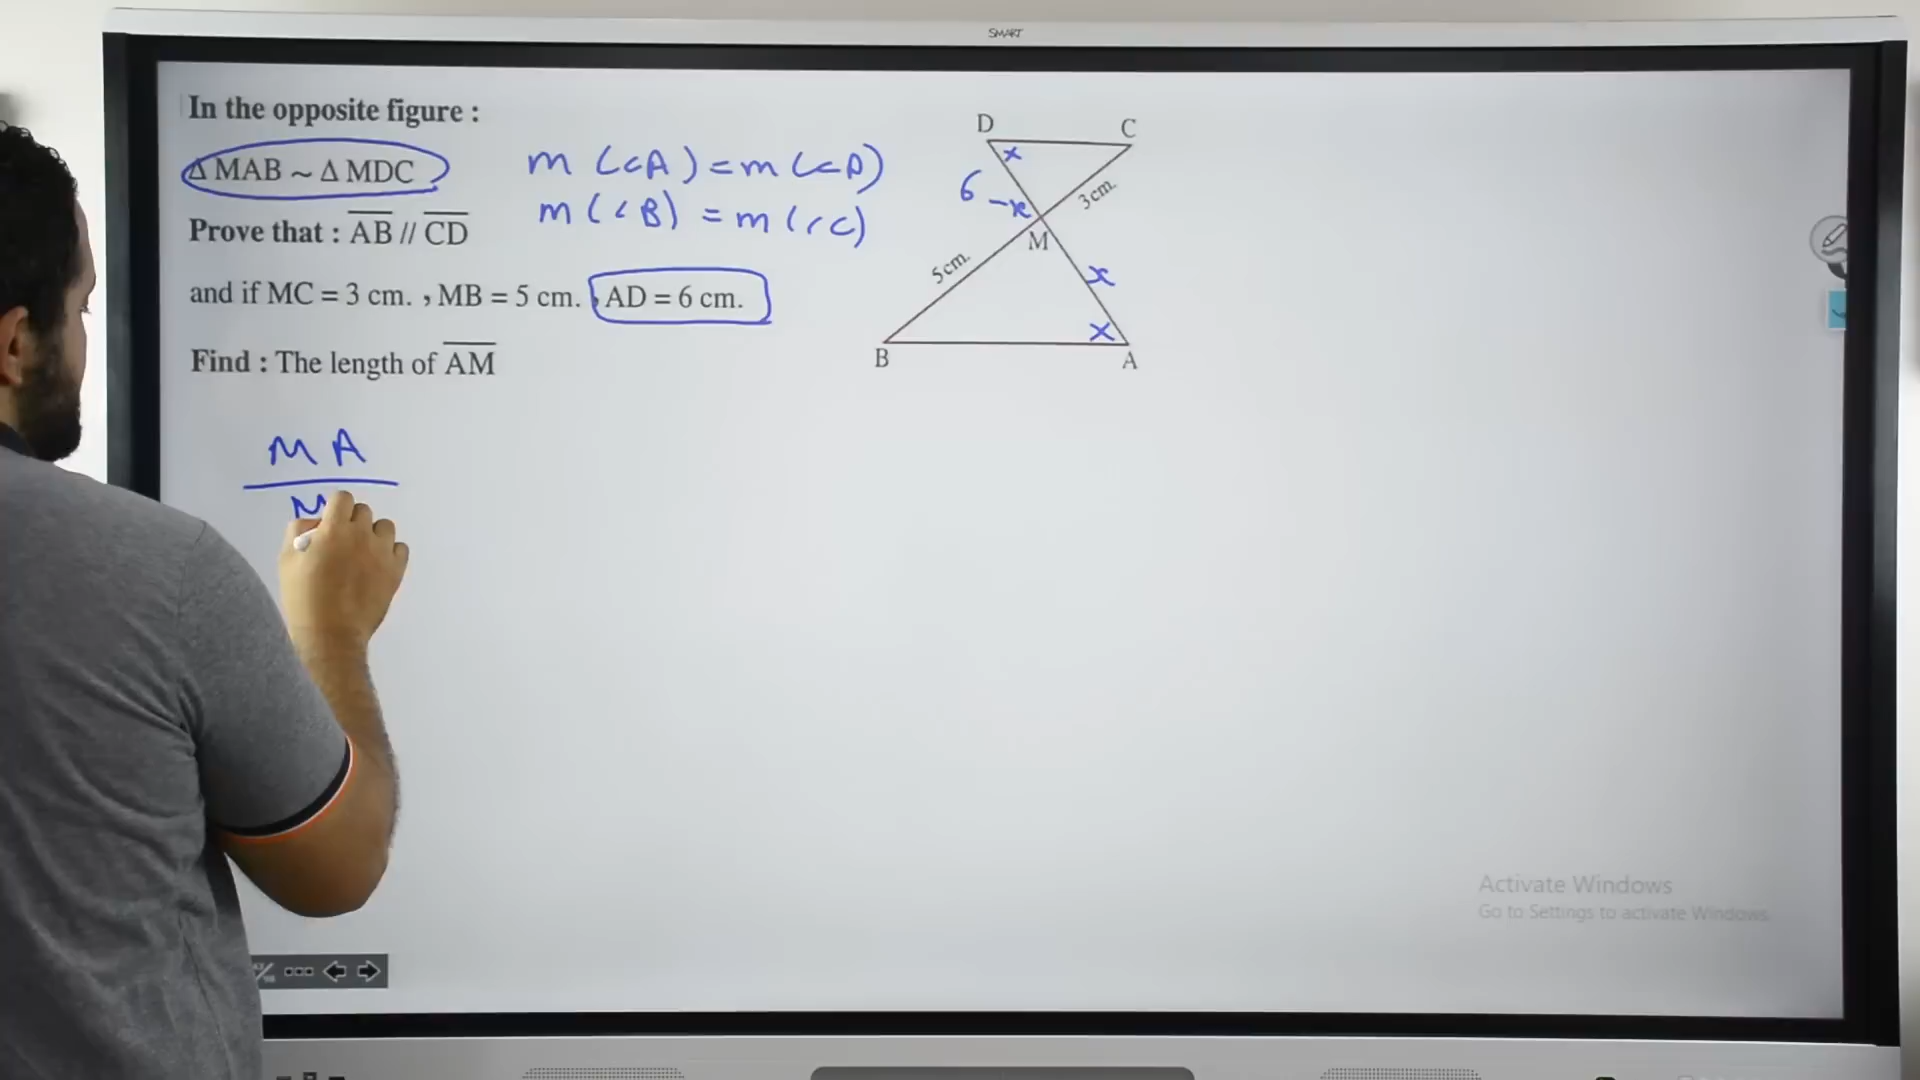 SMART
In the opposite figure :
Δ MAB ~ Δ MDC
m (<A) = m (<D)
m (<B) = m (<C)
Prove that : AB // CD
and if MC = 3 cm. , MB = 5 cm. , AD = 6 cm.
Find : The length of AM
D
C
x
6 - x
3 cm.
M
5 cm.
x
x
B
A
MA
M
Activate Windows
Go to Settings to activate Windows.